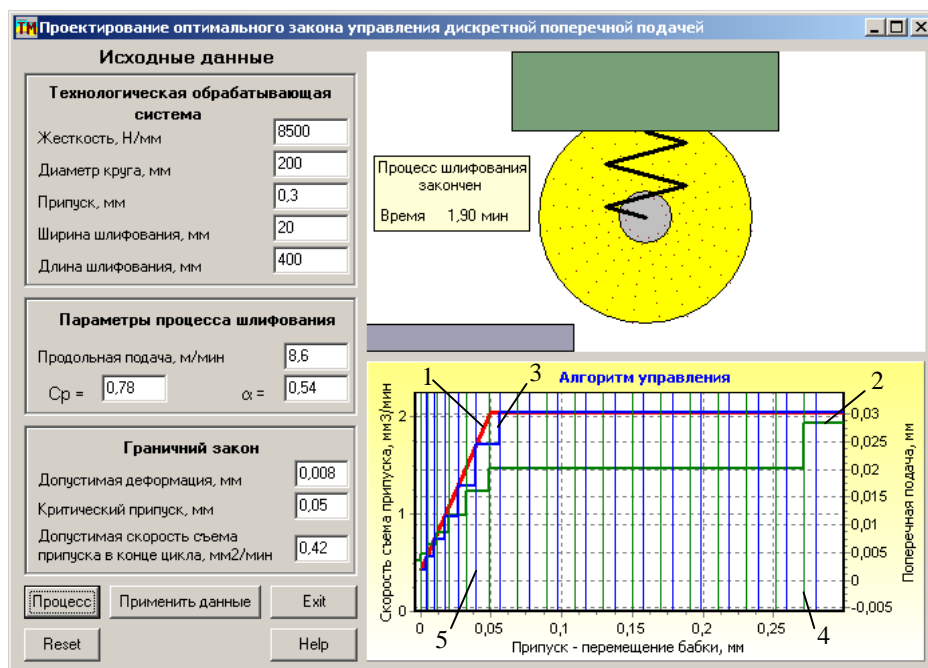 Проектирование оптимального закона управления дискретной поперечной подачей
Исходные данные
Технологическая обрабатывающая
система
Жесткость, Н/мм 8500
Диаметр круга, мм 200
Припуск, мм 0,3
Ширина шлифования, мм 20
Длина шлифования, мм 400
Параметры процесса шлифования
Продольная подача, м/мин 8,6
Cp = 0,78 α = 0,54
Граничний закон
Допустимая деформация, мм 0,008
Критический припуск, мм 0,05
Допустимая скорость съема
припуска в конце цикла, мм2/мин 0,42
Процесс Применить данные Exit
Reset Help
Процесс шлифования
закончен
Время 1,90 мин
Алгоритм управления
1 3 2
Скорость съема припуска, мм3/мин
2
1
0
0 0,05 0,1 0,15 0,2 0,25
Припуск - перемещение бабки, мм
0,03
0,025
0,02
0,015
0,01
0,005
0
-0,005
Поперечная подача, мм
5 4